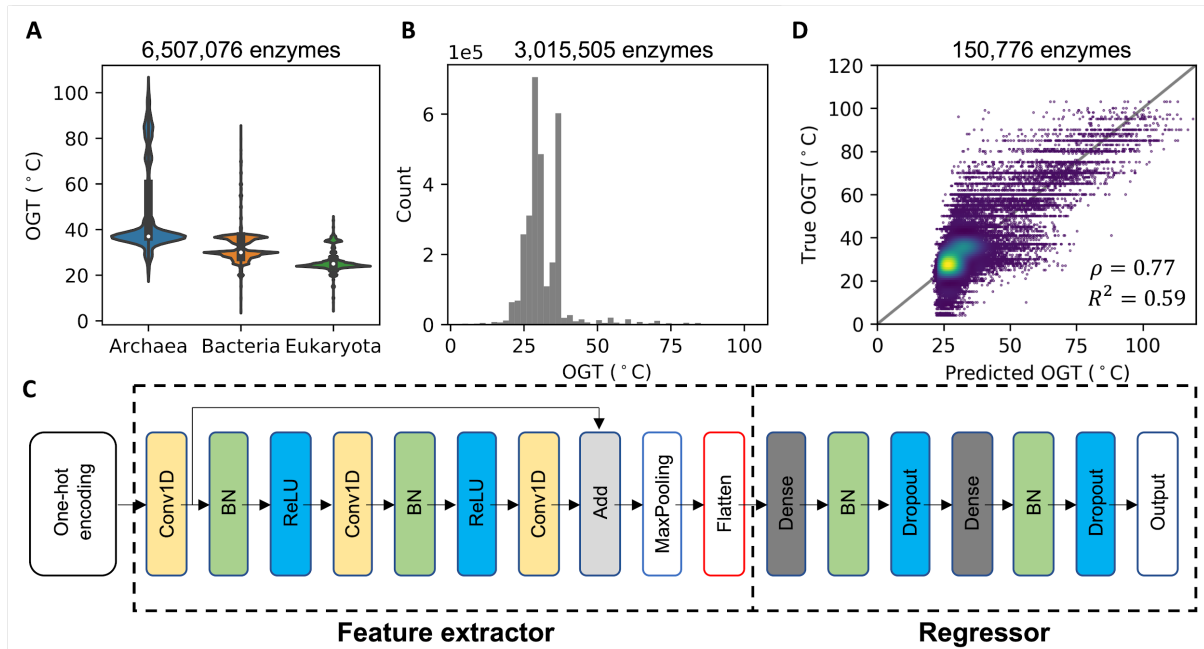 A
6,507,076 enzymes
OGT (°C)
100
80
60
40
20
0
Archaea
Bacteria
Eukaryota
B
3,015,505 enzymes
1e5
Count
6
4
2
0
0
25
50
75
100
OGT (°C)
D
150,776 enzymes
True OGT (°C)
120
100
80
60
40
20
0
ρ = 0.77
R² = 0.59
0
25
50
75
100
Predicted OGT (°C)
C
One-hot
encoding
Conv1D
BN
ReLU
Conv1D
BN
ReLU
Conv1D
Add
MaxPooling
Flatten
Dense
BN
Dropout
Dense
BN
Dropout
Output
Feature extractor
Regressor